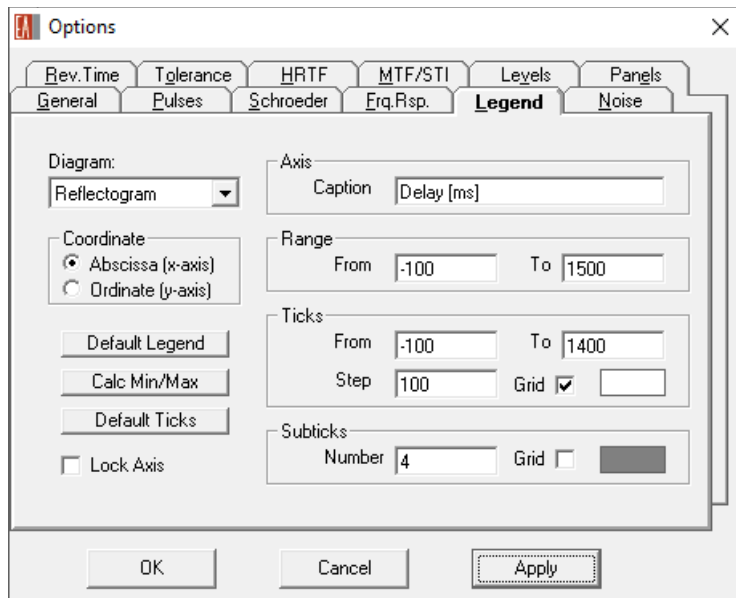 EA Options
Rev.Time Tolerance HRTF MTF/STI Levels Panels
General Pulses Schroeder Frq.Rsp. Legend Noise
Diagram:
Reflectogram
Coordinate
Abscissa (x-axis)
Ordinate (y-axis)
Default Legend
Calc Min/Max
Default Ticks
Lock Axis
Axis
Caption Delay [ms]
Range
From -100 To 1500
Ticks
From -100 To 1400
Step 100 Grid
Subticks
Number 4 Grid
OK Cancel Apply